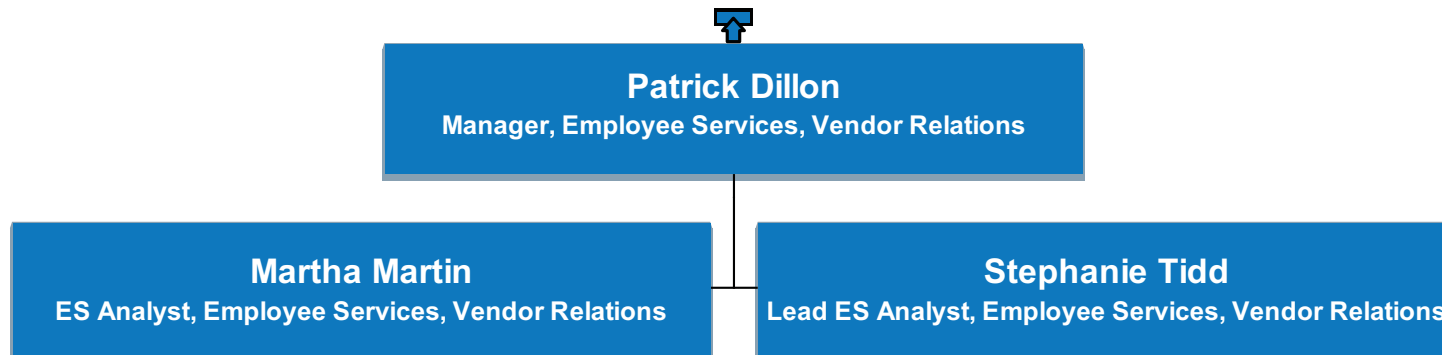 Patrick Dillon
Manager, Employee Services, Vendor Relations
Martha Martin
ES Analyst, Employee Services, Vendor Relations
Stephanie Tidd
Lead ES Analyst, Employee Services, Vendor Relations